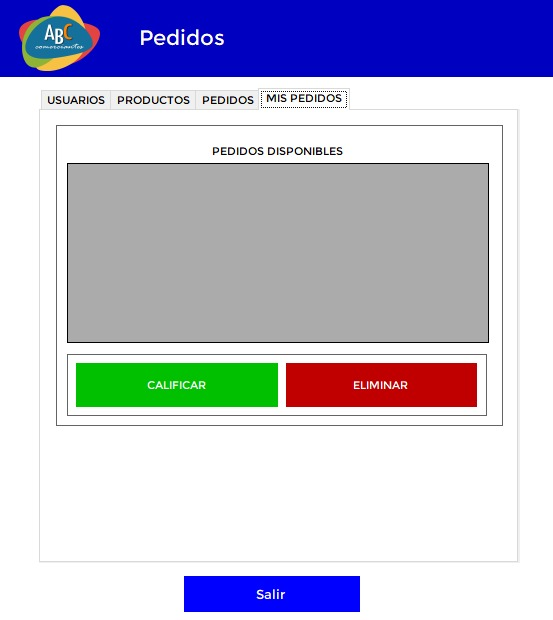 ABC
comerciantes
Pedidos
USUARIOS PRODUCTOS PEDIDOS MIS PEDIDOS
PEDIDOS DISPONIBLES
CALIFICAR ELIMINAR
Salir